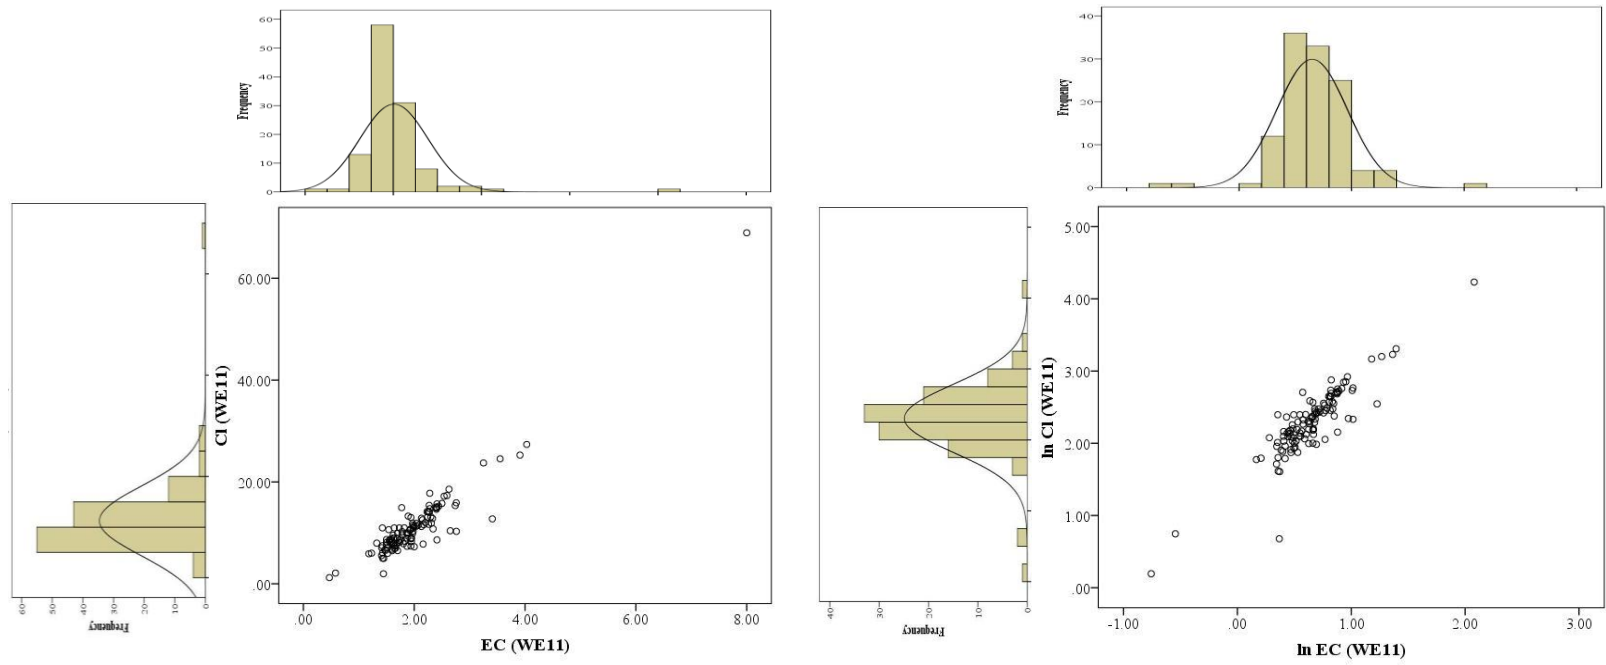 60
50
40
30
20
10
0
Frequency
40
30
20
10
0
Frequency
60.00
40.00
20.00
.00
Cl (WE11)
.00 2.00 4.00 6.00 8.00
EC (WE11)
60 50 40 30 20 10 0
Frequency
5.00
4.00
3.00
2.00
1.00
.00
ln Cl (WE11)
-1.00 .00 1.00 2.00 3.00
ln EC (WE11)
40 30 20 10 0
Frequency